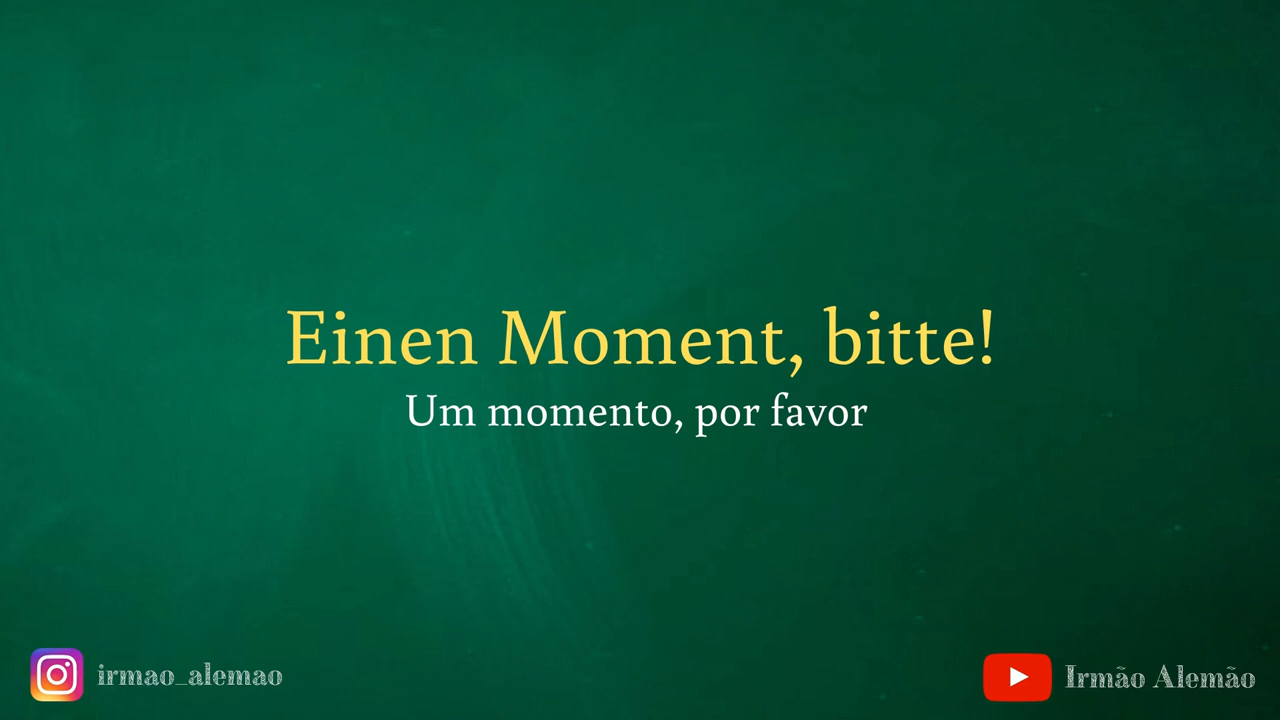 Einen Moment, bitte!
Um momento, por favor
irmao_alemao
Irmão Alemão